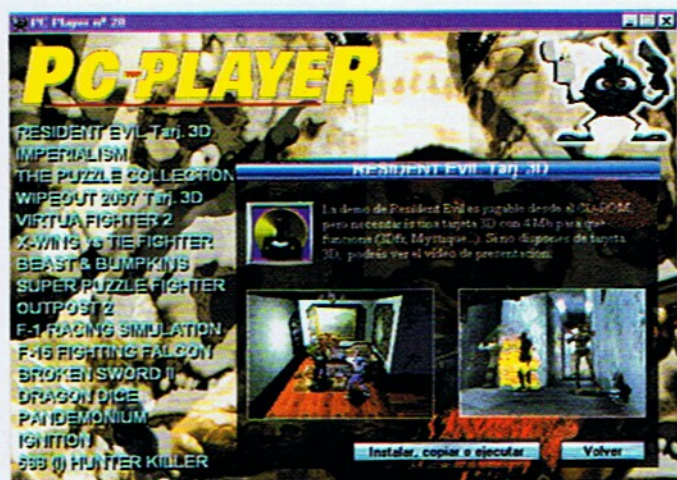 PC Player nº 20
PC-PLAYER
RESIDENT EVIL Tarj. 3D
IMPERIALISM
THE PUZZLE COLLECTION
WIPEOUT 2097 Tarj. 3D
VIRTUA FIGHTER 2
X-WING vs TIE FIGHTER
BEAST & BUMPKINS
SUPER PUZZLE FIGHTER
OUTPOST 2
F-1 RACING SIMULATION
F-16 FIGHTING FALCON
BROKEN SWORD II
DRAGON DICE
PANDEMONIUM
IGNITION
688 (I) HUNTER KILLER
RESIDENT EVIL Tarj. 3D
La demo de Resident Evil es jugable desde el CD-ROM,
pero necesitarás una tarjeta 3D con 4 Mb para que
funcione (3Dfx, Mystique...). Si no dispones de tarjeta
3D, podrás ver el vídeo de presentación.
Instalar, copiar o ejecutar
Volver